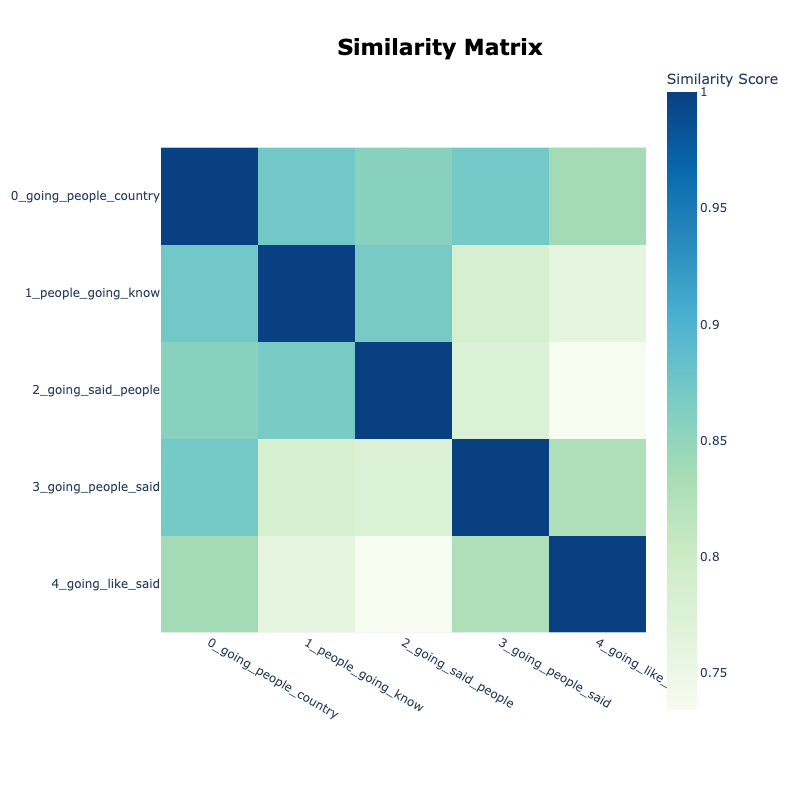 Similarity Matrix
Similarity Score
1
0.95
0.9
0.85
0.8
0.75
0_going_people_country
1_people_going_know
2_going_said_people
3_going_people_said
4_going_like_said
0_going_people_country
1_people_going_know
2_going_said_people
3_going_people_said
4_going_like_